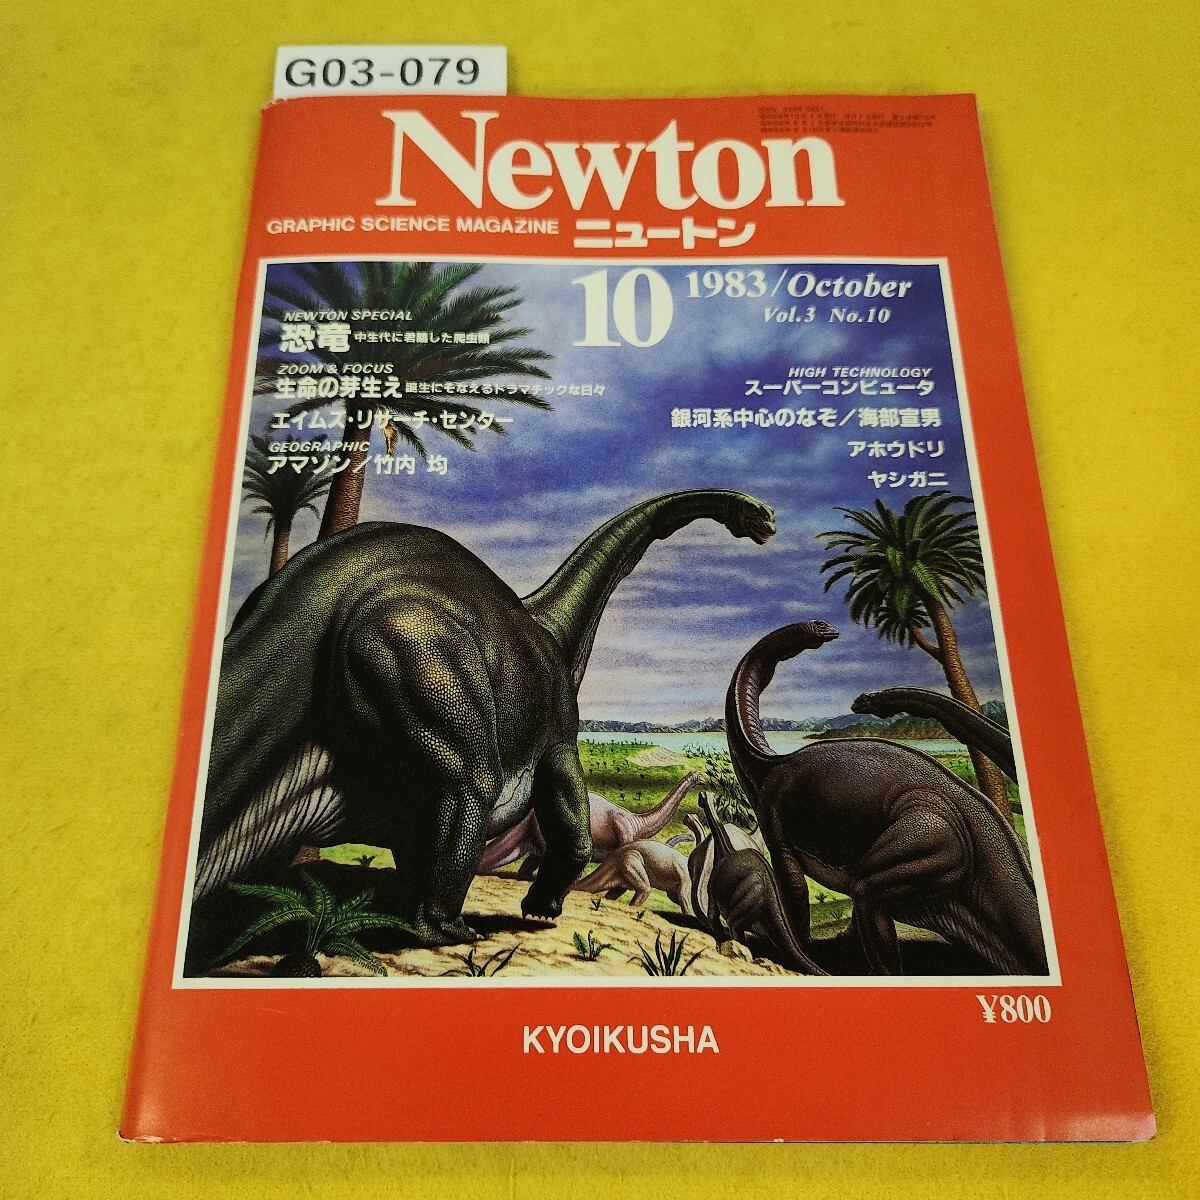 G03-079
Newton
GRAPHIC SCIENCE MAGAZINE ニュートン
10 1983/October
Vol.3 No.10
NEWTON SPECIAL
恐竜 中生代に君臨した爬虫類
ZOOM & FOCUS
生命の芽生え 誕生にそなえるドラマチックな日々
エイムズ・リサーチ・センター
GEOGRAPHIC
アマゾン/竹内 均
HIGH TECHNOLOGY
スーパーコンピュータ
銀河系中心のなぞ/海部宣男
アホウドリ
ヤシガニ
¥800
KYOIKUSHA